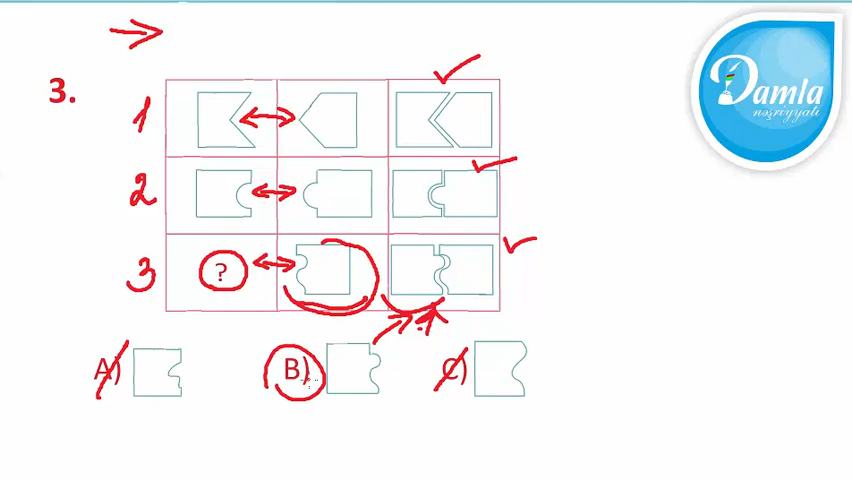 3.
1
2
3
?
A)
B)
C)
Damla
nəşriyyatı